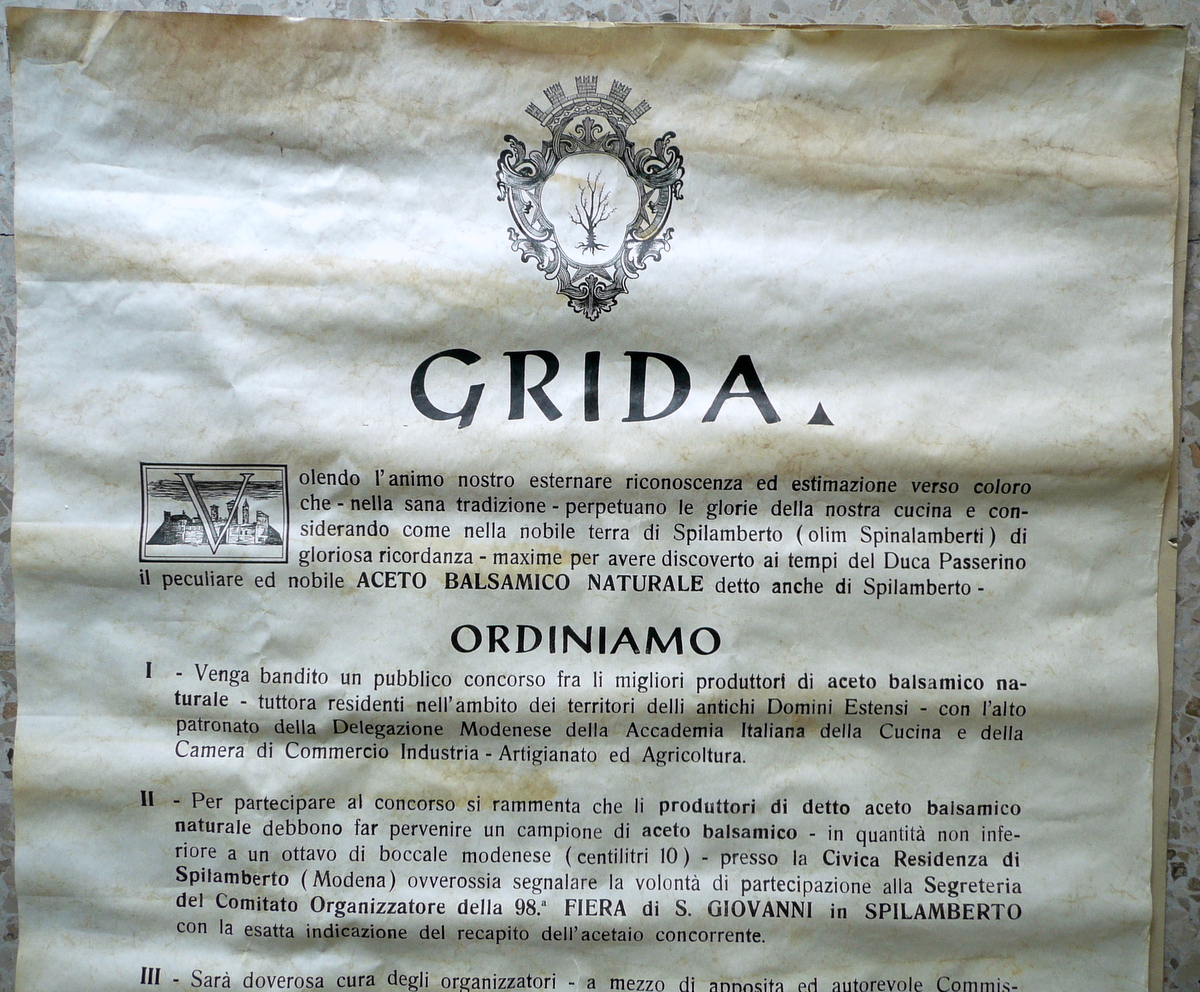 GRIDA.
Volendo l'animo nostro esternare riconoscenza ed estimazione verso coloro
che - nella sana tradizione - perpetuano le glorie della nostra cucina e con-
siderando come nella nobile terra di Spilamberto (olim Spinalamberti) di
gloriosa ricordanza - maxime per avere discoverto ai tempi del Duca Passerino
il peculiare ed nobile ACETO BALSAMICO NATURALE detto anche di Spilamberto -
ORDINIAMO
I - Venga bandito un pubblico concorso fra li migliori produttori di aceto balsamico na-
turale - tuttora residenti nell'ambito dei territori delli antichi Domini Estensi - con l'alto
patronato della Delegazione Modenese della Accademia Italiana della Cucina e della
Camera di Commercio Industria - Artigianato ed Agricoltura.
II - Per partecipare al concorso si rammenta che li produttori di detto aceto balsamico
naturale debbono far pervenire un campione di aceto balsamico - in quantità non infe-
riore a un ottavo di boccale modenese (centilitri 10) - presso la Civica Residenza di
Spilamberto (Modena) ovverossia segnalare la volontà di partecipazione alla Segreteria
del Comitato Organizzatore della 98.ª FIERA di S. GIOVANNI in SPILAMBERTO
con la esatta indicazione del recapito dell'acetaio concorrente.
III - Sarà doverosa cura degli organizzatori - a mezzo di apposita ed autorevole Commis-